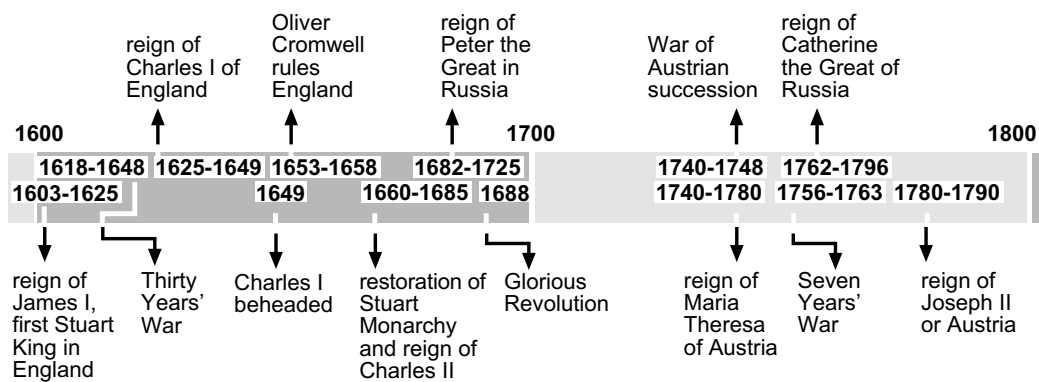 reign of
Charles I of
England
Oliver
Cromwell
rules
England
reign of
Peter the
Great in
Russia
War of
Austrian
succession
reign of
Catherine
the Great of
Russia
1600
1700
1800
1618-1648
1625-1649
1653-1658
1682-1725
1740-1748
1762-1796
1603-1625
1649
1660-1685
1688
1740-1780
1756-1763
1780-1790
reign of
James I,
first Stuart
King in
England
Thirty
Years'
War
Charles I
beheaded
restoration of
Stuart
Monarchy
and reign of
Charles II
Glorious
Revolution
reign of
Maria
Theresa
of Austria
Seven
Years'
War
reign of
Joseph II
or Austria